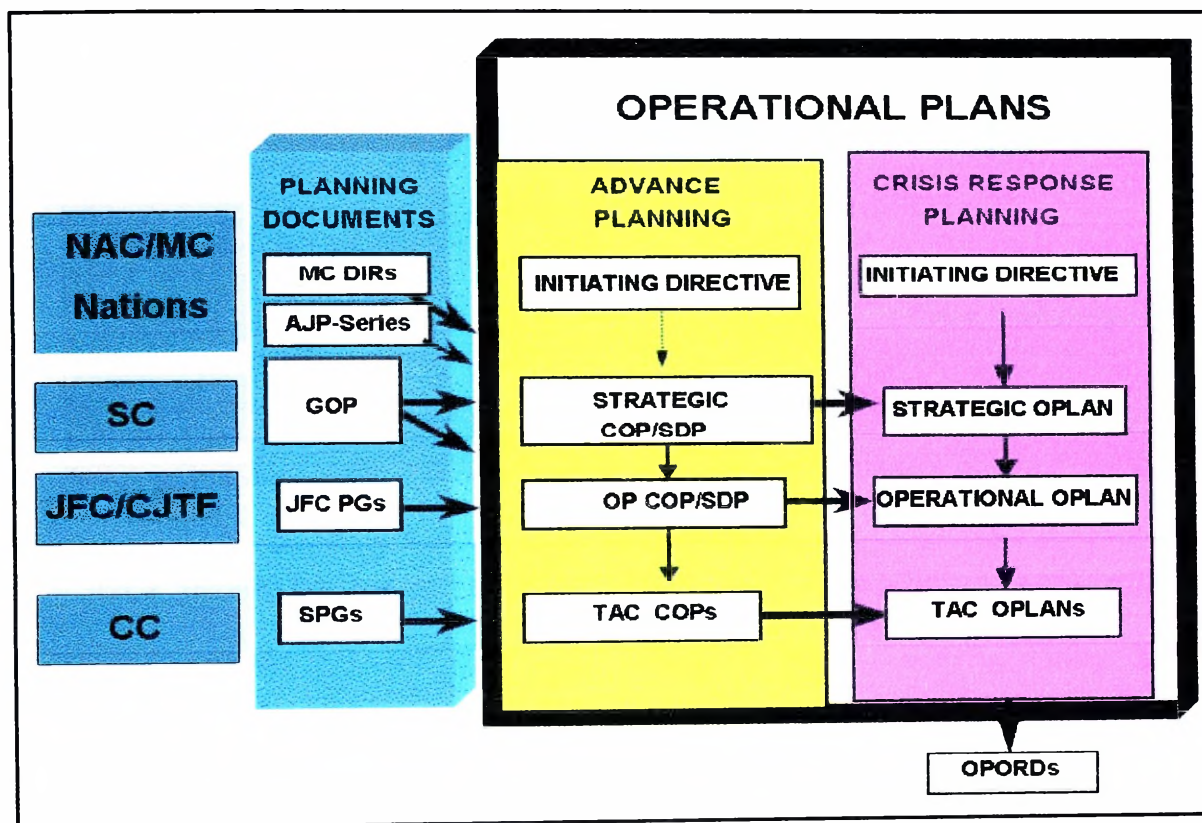 OPERATIONAL PLANS
NAC/MC
Nations
SC
JFC/CJTF
CC
PLANNING
DOCUMENTS
MC DIRs
AJP-Series
GOP
JFC PGs
SPGs
ADVANCE
PLANNING
INITIATING DIRECTIVE
STRATEGIC
COP/SDP
OP COP/SDP
TAC COPs
CRISIS RESPONSE
PLANNING
INITIATING DIRECTIVE
STRATEGIC OPLAN
OPERATIONAL OPLAN
TAC OPLANs
OPORDs